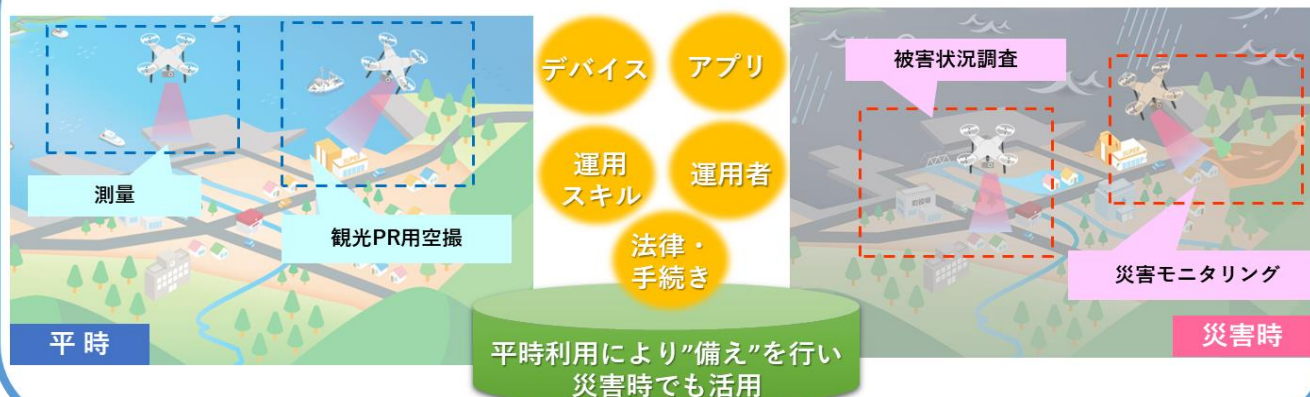 測量
観光PR用空撮
平時
デバイス
アプリ
運用
スキル
運用者
法律・
手続き
平時利用により”備え”を行い
災害時でも活用
被害状況調査
災害モニタリング
災害時